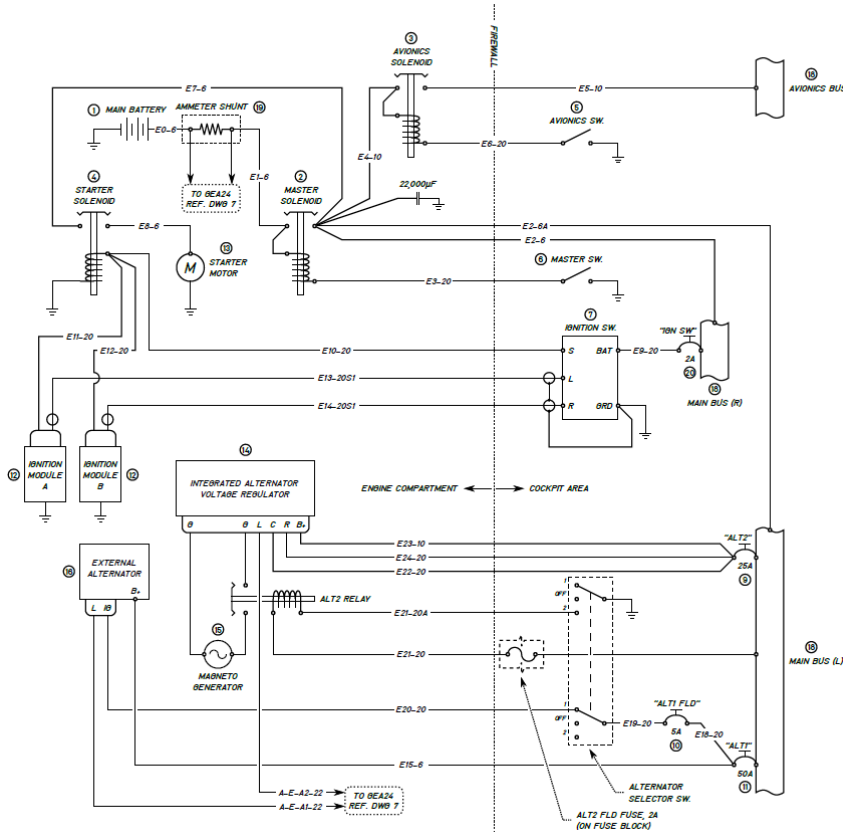 ③
AVIONICS
SOLENOID
FIREWALL
E7-6
E5-10
⑱
AVIONICS BUS
① MAIN BATTERY
AMMETER SHUNT ⑲
E0-6
⑤
AVIONICS SW.
E6-20
E4-10
④
STARTER
SOLENOID
TO GEA24
REF. DWG 7
E1-6
②
MASTER
SOLENOID
22,000µF
E8-6
E2-6A
E2-6
⑬
STARTER
MOTOR
M
⑥ MASTER SW.
E3-20
⑦
IGNITION SW.
E11-20
E12-20
E10-20
S
BAT
E9-20
"IGN SW"
2A
⑳
⑱
MAIN BUS (R)
E13-20S1
L
E14-20S1
R
GRD
⑫
IGNITION
MODULE
A
IGNITION
MODULE
B
⑫
⑭
INTEGRATED ALTERNATOR
VOLTAGE REGULATOR
ENGINE COMPARTMENT
COCKPIT AREA
G
G L C R B+
E23-10
E24-20
E22-20
"ALT2"
25A
⑨
⑯
EXTERNAL
ALTERNATOR
B+
L IG
ALT2 RELAY
E21-20A
1
OFF
2
⑮
MAGNETO
GENERATOR
E21-20
⑱
MAIN BUS (L)
E20-20
1
OFF
2
E19-20
"ALT1 FLD"
5A
⑩
E18-20
"ALT1"
50A
⑪
E15-6
A-E-A2-22
A-E-A1-22
TO GEA24
REF. DWG 7
ALTERNATOR
SELECTOR SW.
ALT2 FLD FUSE, 2A
(ON FUSE BLOCK)